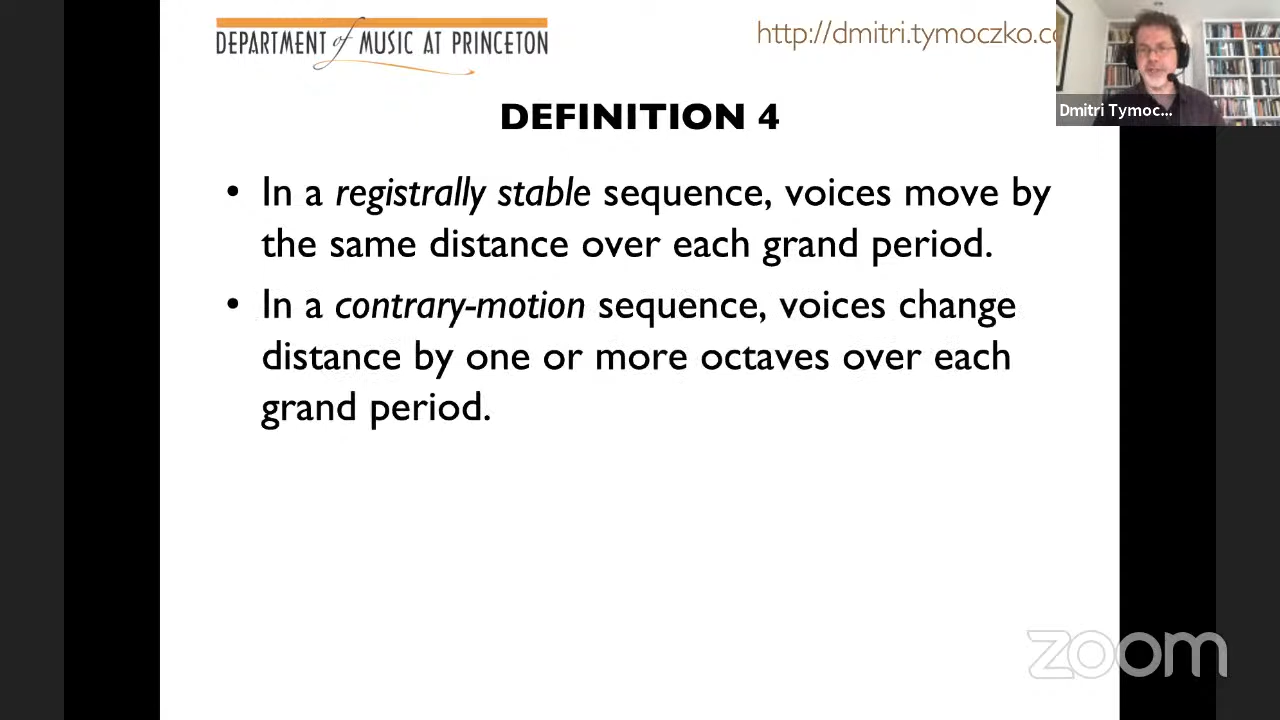 DEPARTMENT of MUSIC AT PRINCETON
http://dmitri.tymoczko.co
Dmitri Tymoc...
DEFINITION 4
• In a registrally stable sequence, voices move by
the same distance over each grand period.
• In a contrary-motion sequence, voices change
distance by one or more octaves over each
grand period.
zoom